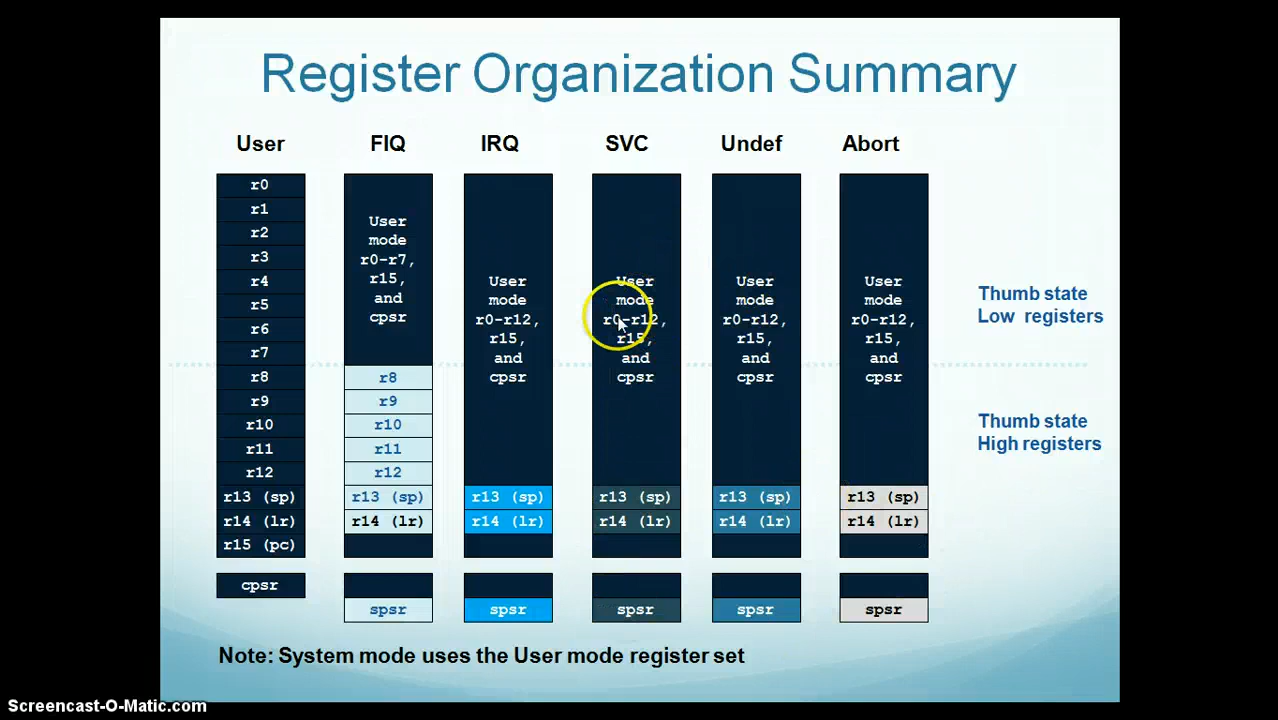 Register Organization Summary
User FIQ IRQ SVC Undef Abort
r0
r1
r2
r3
r4
r5
r6
r7
r8
r9
r10
r11
r12
r13 (sp)
r14 (lr)
r15 (pc)
cpsr
User
mode
r0-r7,
r15,
and
cpsr
r8
r9
r10
r11
r12
r13 (sp)
r14 (lr)
spsr
User
mode
r0-r12,
r15,
and
cpsr
r13 (sp)
r14 (lr)
spsr
User
mode
r0-r12,
r15,
and
cpsr
r13 (sp)
r14 (lr)
spsr
User
mode
r0-r12,
r15,
and
cpsr
r13 (sp)
r14 (lr)
spsr
User
mode
r0-r12,
r15,
and
cpsr
r13 (sp)
r14 (lr)
spsr
Thumb state
Low registers
Thumb state
High registers
Note: System mode uses the User mode register set
Screencast-O-Matic.com